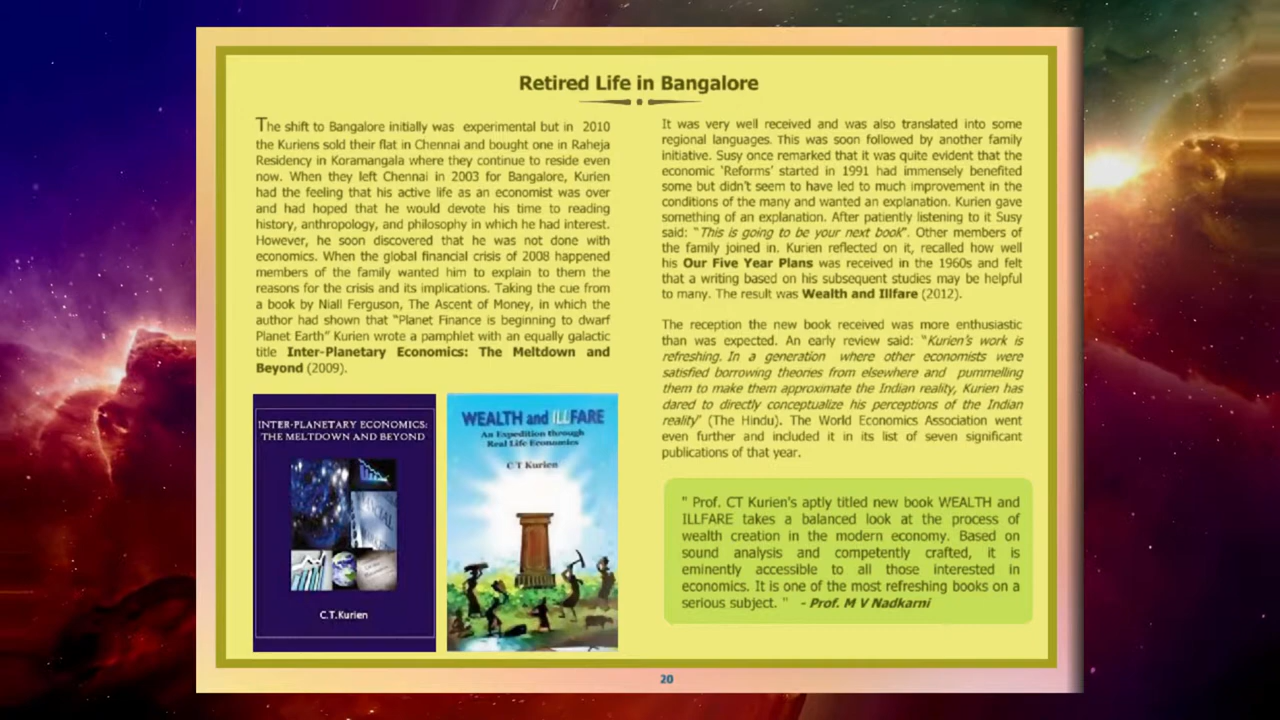 Retired Life in Bangalore
The shift to Bangalore initially was experimental but in 2010
the Kuriens sold their flat in Chennai and bought one in Raheja
Residency in Koramangala where they continue to reside even
now. When they left Chennai in 2003 for Bangalore, Kurien
had the feeling that his active life as an economist was over
and had hoped that he would devote his time to reading
history, anthropology, and philosophy in which he had interest.
However, he soon discovered that he was not done with
economics. When the global financial crisis of 2008 happened
members of the family wanted him to explain to them the
reasons for the crisis and its implications. Taking the cue from
a book by Niall Ferguson, The Ascent of Money, in which the
author had shown that “Planet Finance is beginning to dwarf
Planet Earth” Kurien wrote a pamphlet with an equally galactic
title Inter-Planetary Economics: The Meltdown and
Beyond (2009).
INTER-PLANETARY ECONOMICS:
THE MELTDOWN AND BEYOND
C.T.Kurien
WEALTH and ILLFARE
An Expedition through
Real Life Economics
C T Kurien
It was very well received and was also translated into some
regional languages. This was soon followed by another family
initiative. Susy once remarked that it was quite evident that the
economic ‘Reforms’ started in 1991 had immensely benefited
some but didn’t seem to have led to much improvement in the
conditions of the many and wanted an explanation. Kurien gave
something of an explanation. After patiently listening to it Susy
said: “This is going to be your next book”. Other members of
the family joined in. Kurien reflected on it, recalled how well
his Our Five Year Plans was received in the 1960s and felt
that a writing based on his subsequent studies may be helpful
to many. The result was Wealth and Illfare (2012).
The reception the new book received was more enthusiastic
than was expected. An early review said: “Kurien’s work is
refreshing. In a generation where other economists were
satisfied borrowing theories from elsewhere and pummelling
them to make them approximate the Indian reality, Kurien has
dared to directly conceptualize his perceptions of the Indian
reality” (The Hindu). The World Economics Association went
even further and included it in its list of seven significant
publications of that year.
" Prof. CT Kurien's aptly titled new book WEALTH and
ILLFARE takes a balanced look at the process of
wealth creation in the modern economy. Based on
sound analysis and competently crafted, it is
eminently accessible to all those interested in
economics. It is one of the most refreshing books on a
serious subject. " - Prof. M V Nadkarni
20